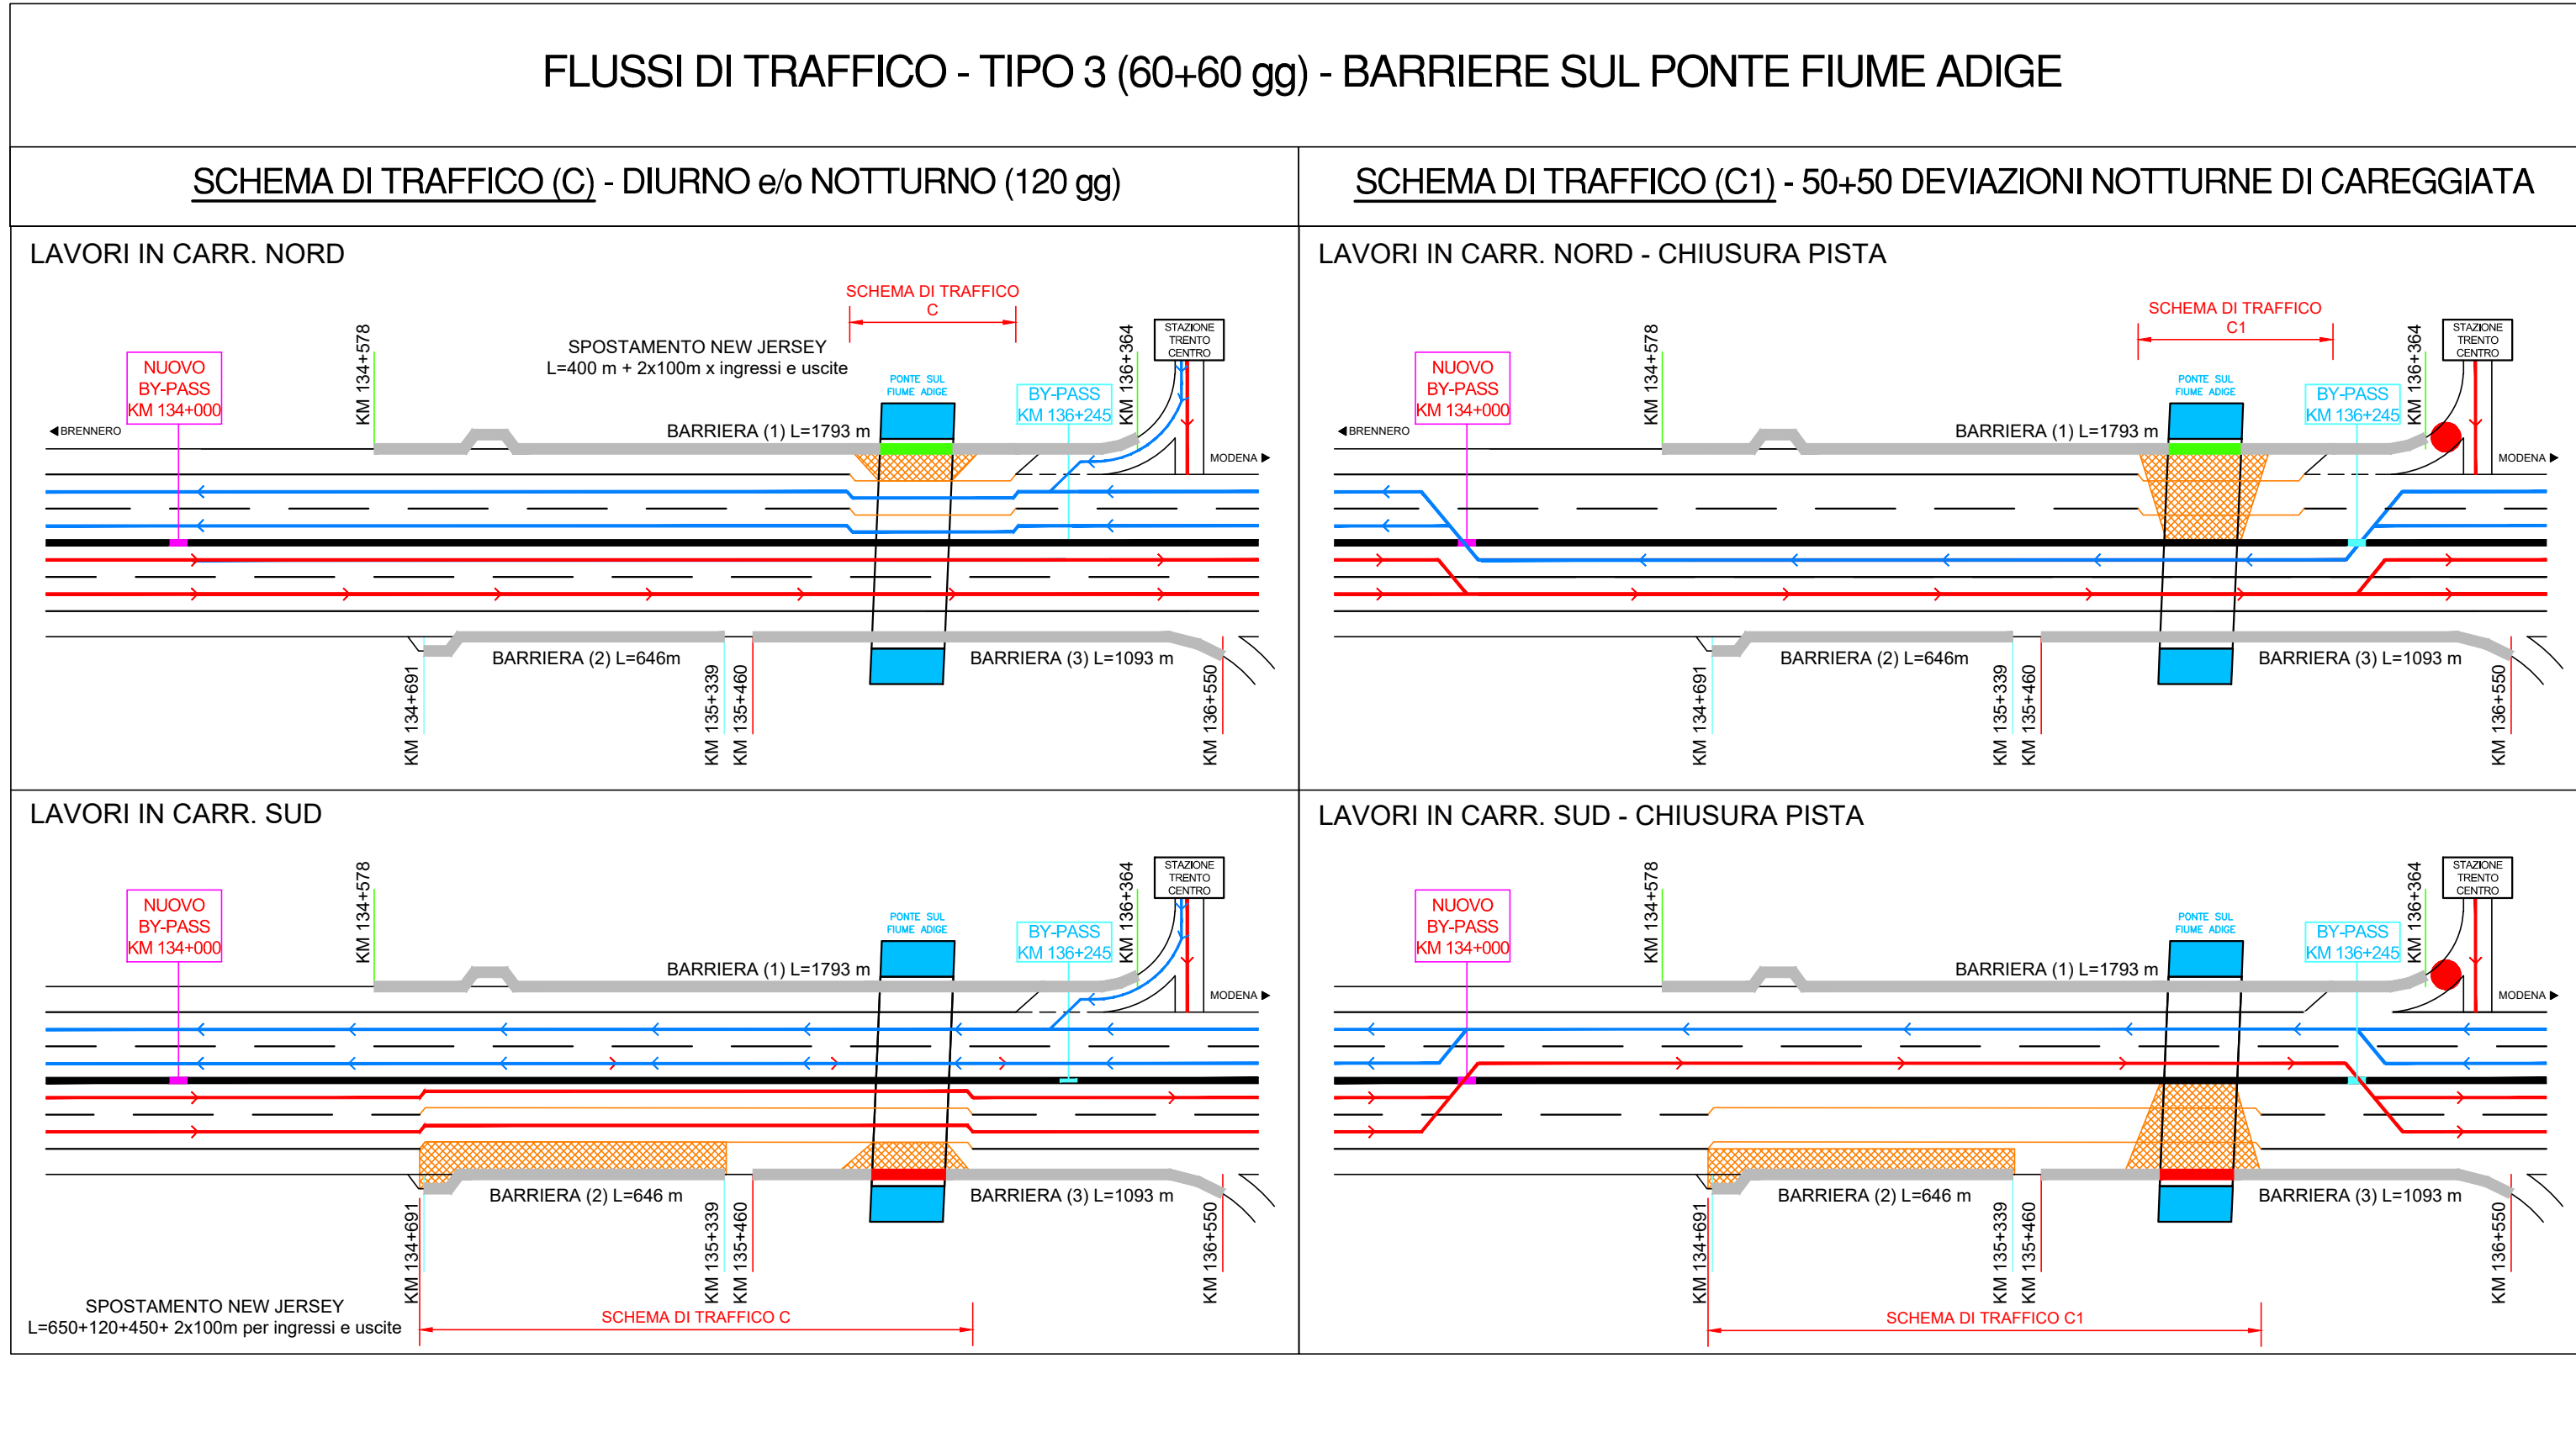 FLUSSI DI TRAFFICO - TIPO 3 (60+60 gg) - BARRIERE SUL PONTE FIUME ADIGE
SCHEMA DI TRAFFICO (C) - DIURNO e/o NOTTURNO (120 gg)
SCHEMA DI TRAFFICO (C1) - 50+50 DEVIAZIONI NOTTURNE DI CAREGGIATA
LAVORI IN CARR. NORD
SCHEMA DI TRAFFICO
C
SPOSTAMENTO NEW JERSEY
L=400 m + 2x100m x ingressi e uscite
KM 134+578
KM 136+364
STAZIONE
TRENTO
CENTRO
NUOVO
BY-PASS
KM 134+000
PONTE SUL
FIUME ADIGE
BY-PASS
KM 136+245
BRENNERO
BARRIERA (1) L=1793 m
MODENA
BARRIERA (2) L=646m
BARRIERA (3) L=1093 m
KM 134+691
KM 135+339
KM 135+460
KM 136+550
LAVORI IN CARR. NORD - CHIUSURA PISTA
SCHEMA DI TRAFFICO
C1
KM 134+578
KM 136+364
STAZIONE
TRENTO
CENTRO
NUOVO
BY-PASS
KM 134+000
PONTE SUL
FIUME ADIGE
BY-PASS
KM 136+245
BRENNERO
BARRIERA (1) L=1793 m
MODENA
BARRIERA (2) L=646m
BARRIERA (3) L=1093 m
KM 134+691
KM 135+339
KM 135+460
KM 136+550
LAVORI IN CARR. SUD
KM 134+578
KM 136+364
STAZIONE
TRENTO
CENTRO
NUOVO
BY-PASS
KM 134+000
PONTE SUL
FIUME ADIGE
BY-PASS
KM 136+245
BARRIERA (1) L=1793 m
MODENA
BARRIERA (2) L=646 m
BARRIERA (3) L=1093 m
KM 134+691
KM 135+339
KM 135+460
KM 136+550
SPOSTAMENTO NEW JERSEY
L=650+120+450+ 2x100m per ingressi e uscite
SCHEMA DI TRAFFICO C
LAVORI IN CARR. SUD - CHIUSURA PISTA
KM 134+578
KM 136+364
STAZIONE
TRENTO
CENTRO
NUOVO
BY-PASS
KM 134+000
PONTE SUL
FIUME ADIGE
BY-PASS
KM 136+245
BARRIERA (1) L=1793 m
MODENA
BARRIERA (2) L=646 m
BARRIERA (3) L=1093 m
KM 134+691
KM 135+339
KM 135+460
KM 136+550
SCHEMA DI TRAFFICO C1